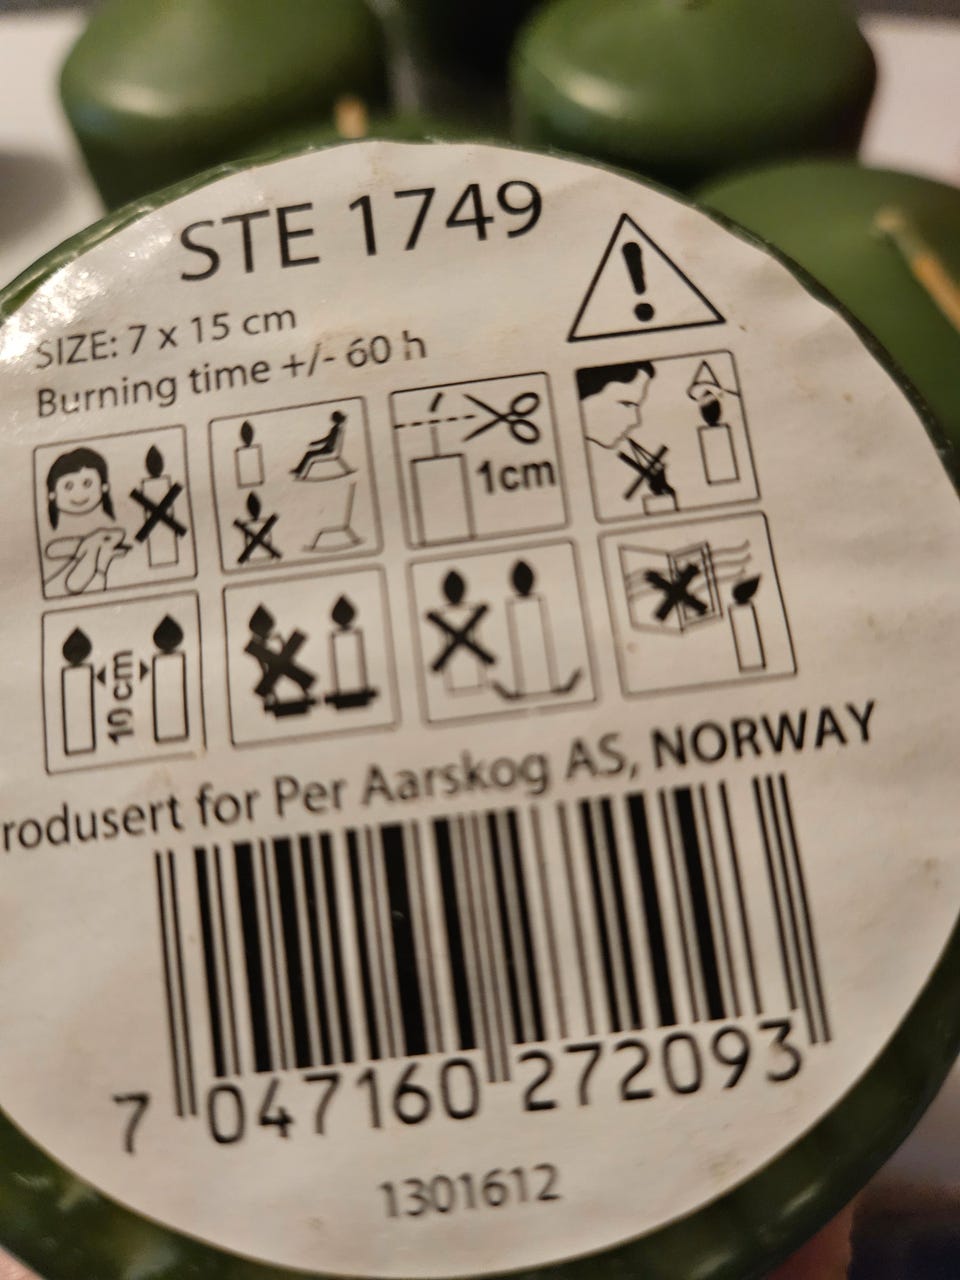 STE 1749
SIZE: 7 x 15 cm
Burning time +/- 60 h
1cm
10 cm
rodusert for Per Aarskog AS, NORWAY
7 047160 272093
1301612